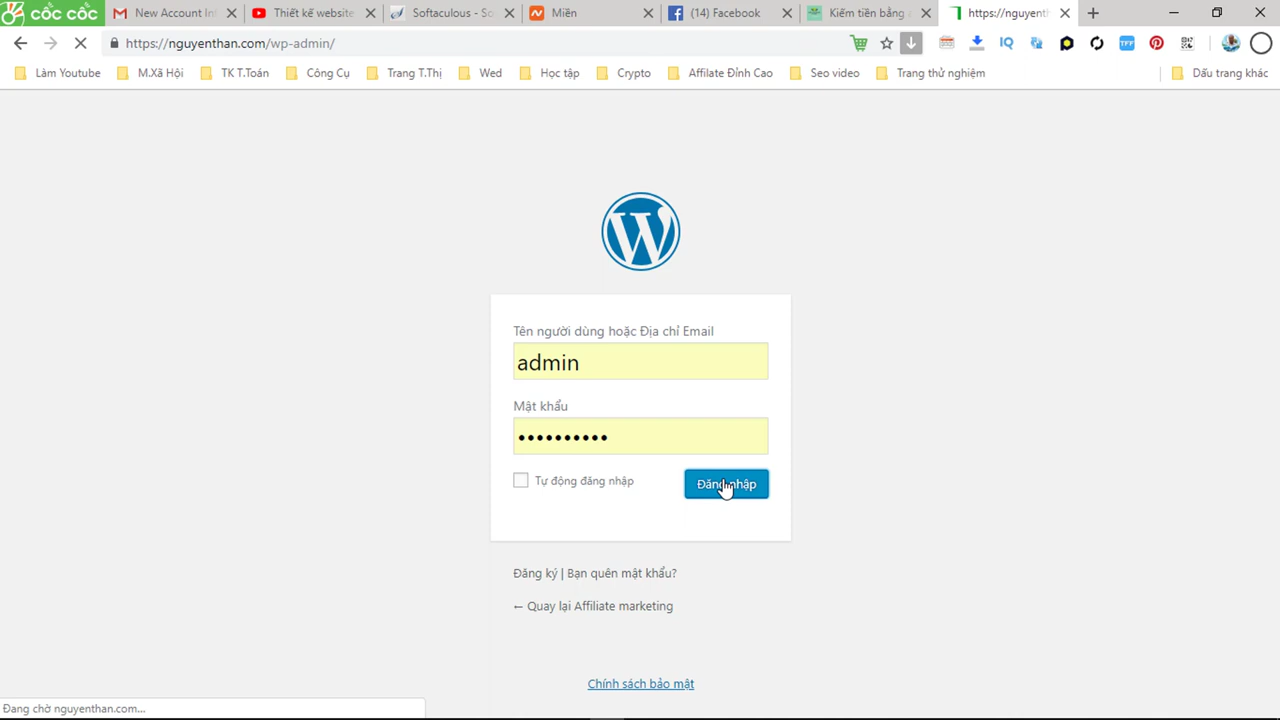 cốc cốc
New Account In
Thiết kế website
Softaculous - So
Miền
(14) Facebook
Kiếm tiền bằng
https://nguyenth
https://nguyenthan.com/wp-admin/
IQ
TFF
Làm Youtube
M.Xã Hội
TK T.Toán
Công Cụ
Trang T.Thị
Wed
Học tập
Crypto
Affilate Đỉnh Cao
Seo video
Trang thử nghiệm
Dấu trang khác
Tên người dùng hoặc Địa chỉ Email
admin
Mật khẩu
Tự động đăng nhập
Đăng nhập
Đăng ký | Bạn quên mật khẩu?
← Quay lại Affiliate marketing
Chính sách bảo mật
Đang chờ nguyenthan.com...